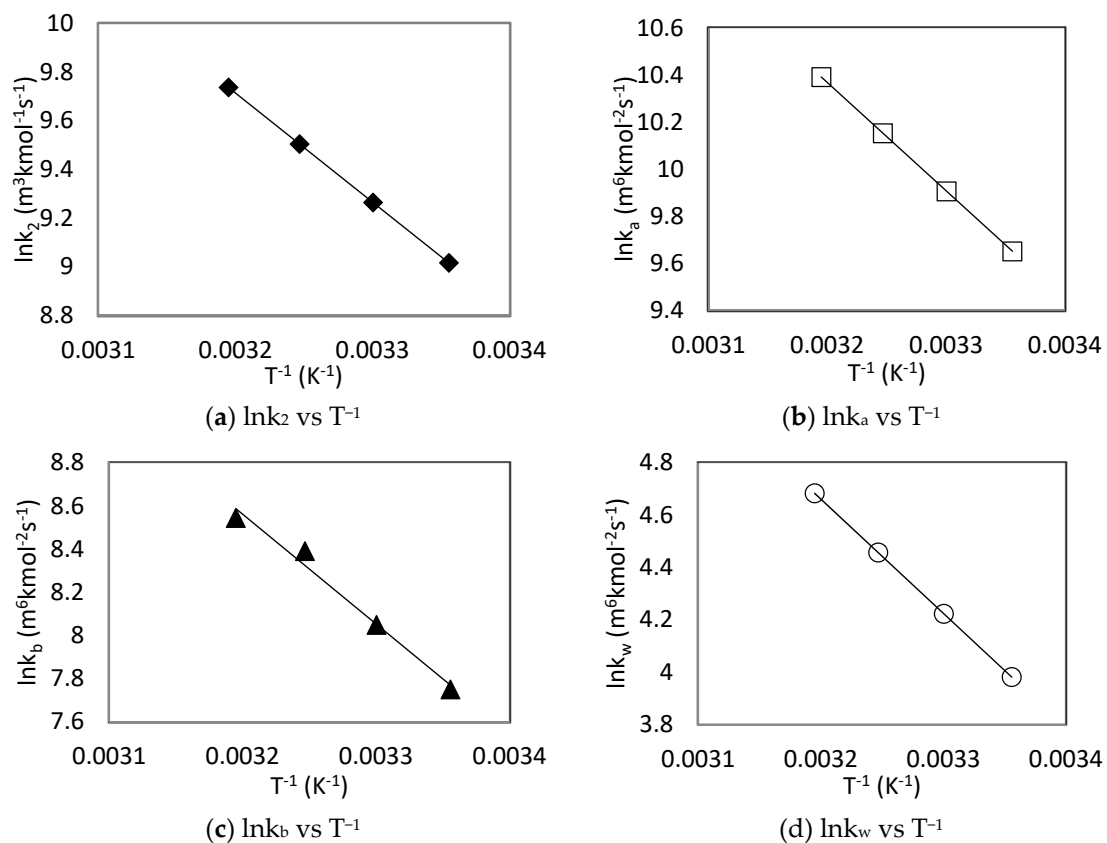 10
9.8
9.6
9.4
9.2
9
8.8
lnk₂ (m³kmol⁻¹s⁻¹)
0.0031 0.0032 0.0033 0.0034
T⁻¹ (K⁻¹)
(a) lnk₂ vs T⁻¹
10.6
10.4
10.2
10
9.8
9.6
9.4
lnkₐ (m⁶kmol⁻²s⁻¹)
0.0031 0.0032 0.0033 0.0034
T⁻¹ (K⁻¹)
(b) lnkₐ vs T⁻¹
8.8
8.6
8.4
8.2
8
7.8
7.6
lnk_b (m⁶kmol⁻²s⁻¹)
0.0031 0.0032 0.0033 0.0034
T⁻¹ (K⁻¹)
(c) lnk_b vs T⁻¹
4.8
4.6
4.4
4.2
4
3.8
lnk_w (m⁶kmol⁻²s⁻¹)
0.0031 0.0032 0.0033 0.0034
T⁻¹ (K⁻¹)
(d) lnk_w vs T⁻¹